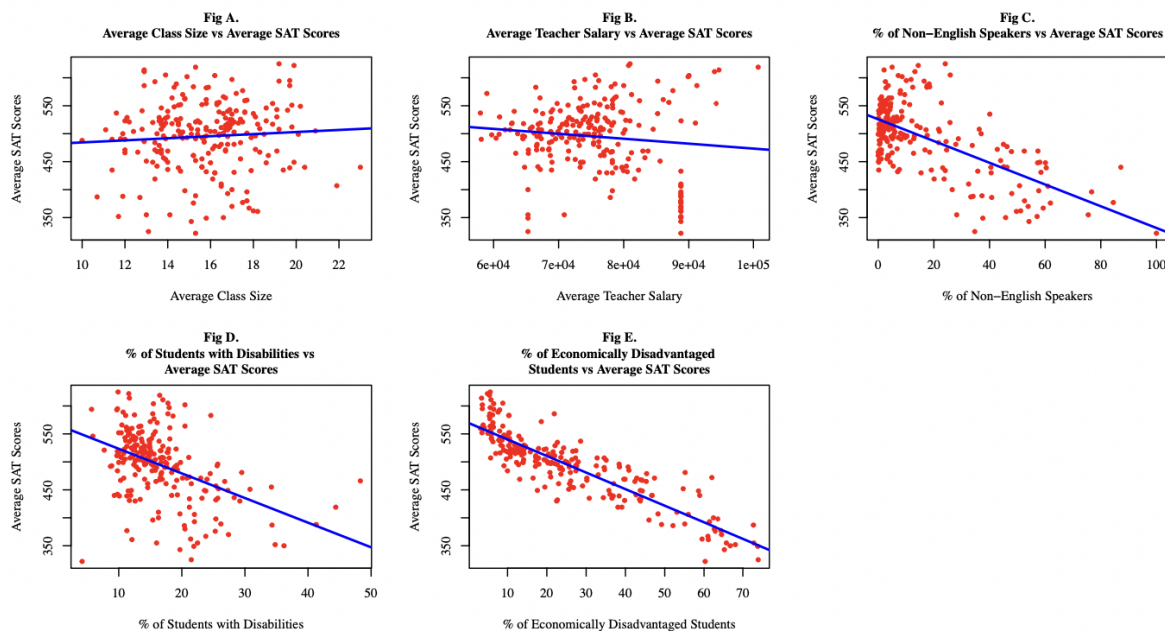 Fig A.
Average Class Size vs Average SAT Scores
Average SAT Scores
550
450
350
10 12 14 16 18 20 22
Average Class Size
Fig B.
Average Teacher Salary vs Average SAT Scores
Average SAT Scores
550
450
350
6e+04 7e+04 8e+04 9e+04 1e+05
Average Teacher Salary
Fig C.
% of Non−English Speakers vs Average SAT Scores
Average SAT Scores
550
450
350
0 20 40 60 80 100
% of Non−English Speakers
Fig D.
% of Students with Disabilities vs
Average SAT Scores
Average SAT Scores
550
450
350
10 20 30 40 50
% of Students with Disabilities
Fig E.
% of Economically Disadvantaged
Students vs Average SAT Scores
Average SAT Scores
550
450
350
10 20 30 40 50 60 70
% of Economically Disadvantaged Students